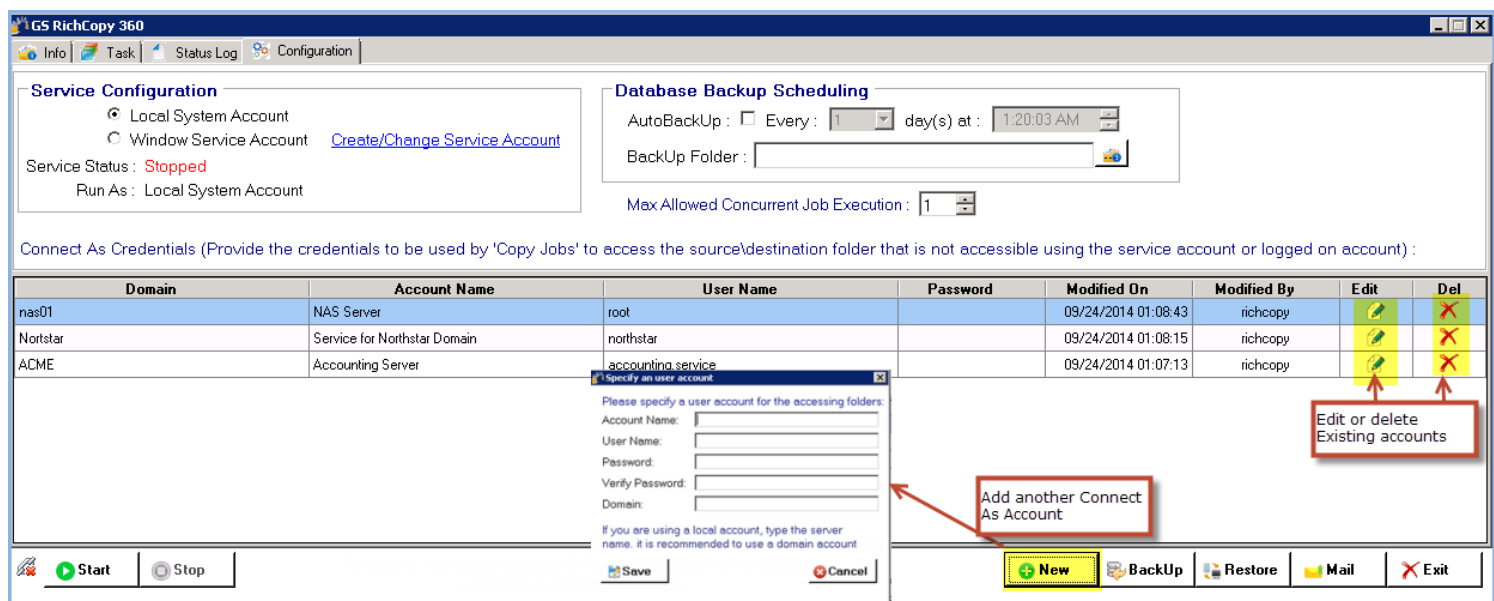 GS RichCopy 360
Info Task Status Log Configuration
Service Configuration
Local System Account
Window Service Account Create/Change Service Account
Service Status : Stopped
Run As : Local System Account
Database Backup Scheduling
AutoBackUp : Every : 1 day(s) at : 1:20:03 AM
BackUp Folder :
Max Allowed Concurrent Job Execution : 1
Connect As Credentials (Provide the credentials to be used by 'Copy Jobs' to access the source\destination folder that is not accessible using the service account or logged on account) :
Domain Account Name User Name Password Modified On Modified By Edit Del
nas01 NAS Server root 09/24/2014 01:08:43 richcopy
Nortstar Service for Northstar Domain northstar 09/24/2014 01:08:15 richcopy
ACME Accounting Server accounting.service 09/24/2014 01:07:13 richcopy
Specify an user account
Please specify a user account for the accessing folders:
Account Name:
User Name:
Password:
Verify Password:
Domain:
If you are using a local account, type the server
name. it is recommended to use a domain account
Save Cancel
Edit or delete
Existing accounts
Add another Connect
As Account
Start Stop New BackUp Restore Mail Exit